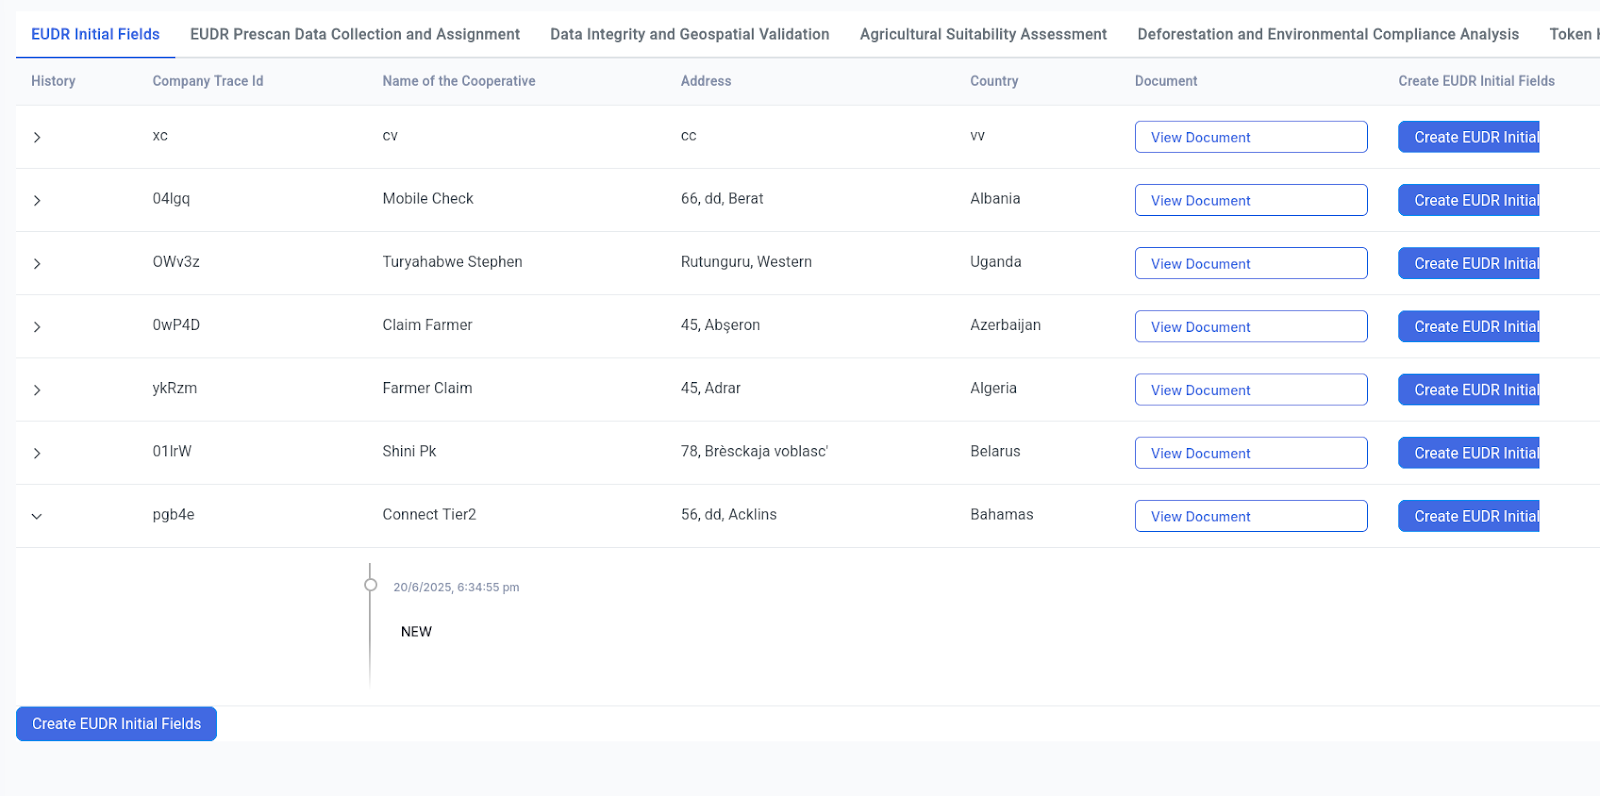 EUDR Initial Fields EUDR Prescan Data Collection and Assignment Data Integrity and Geospatial Validation Agricultural Suitability Assessment Deforestation and Environmental Compliance Analysis Token
History Company Trace Id Name of the Cooperative Address Country Document Create EUDR Initial Fields
xc cv cc vv View Document Create EUDR Initial
04lgq Mobile Check 66, dd, Berat Albania View Document Create EUDR Initial
OWv3z Turyahabwe Stephen Rutunguru, Western Uganda View Document Create EUDR Initial
0wP4D Claim Farmer 45, Abşeron Azerbaijan View Document Create EUDR Initial
ykRzm Farmer Claim 45, Adrar Algeria View Document Create EUDR Initial
01lrW Shini Pk 78, Brèsckaja voblasc' Belarus View Document Create EUDR Initial
pgb4e Connect Tier2 56, dd, Acklins Bahamas View Document Create EUDR Initial
20/6/2025, 6:34:55 pm
NEW
Create EUDR Initial Fields